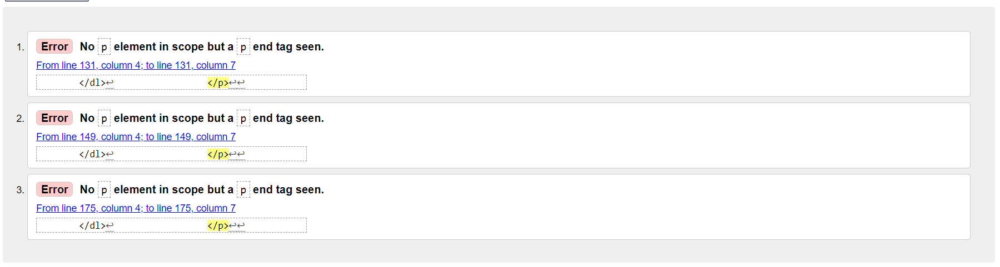 1. Error No p element in scope but a p end tag seen.
From line 131, column 4; to line 131, column 7
</dl>↩ </p>↩↩
2. Error No p element in scope but a p end tag seen.
From line 149, column 4; to line 149, column 7
</dl>↩ </p>↩↩
3. Error No p element in scope but a p end tag seen.
From line 175, column 4; to line 175, column 7
</dl>↩ </p>↩↩